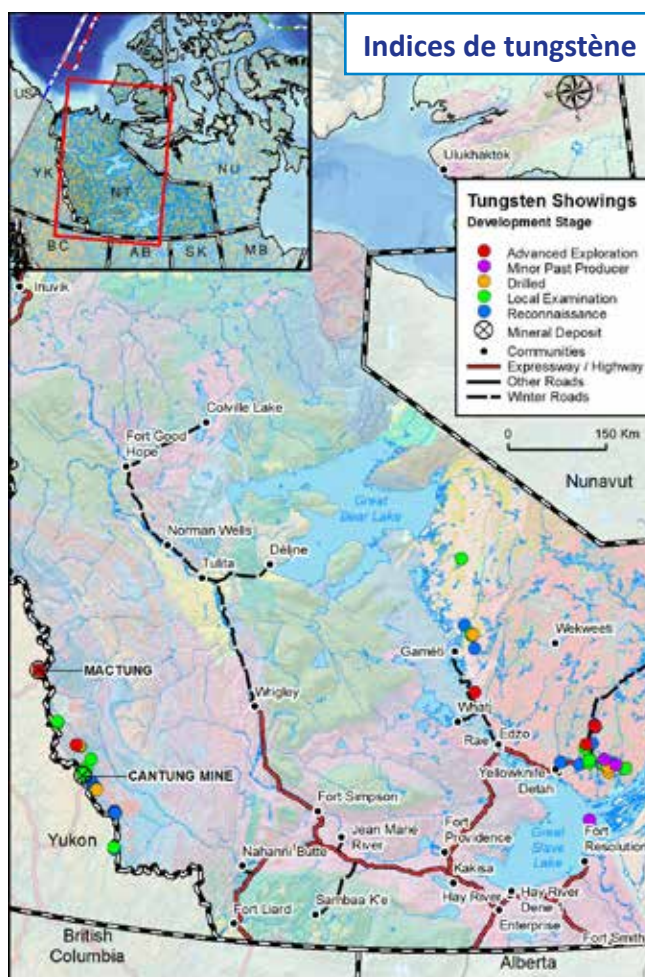 Indices de tungstène
USA
YK
NT
NU
BC
AB
SK
MB
Ulukhaktok
Tungsten Showings
Development Stage
Advanced Exploration
Minor Past Producer
Drilled
Local Examination
Reconnaissance
Mineral Deposit
Communities
Expressway / Highway
Other Roads
Winter Roads
0 150 Km
Inuvik
Nunavut
Colville Lake
Fort Good
Hope
Great
Bear Lake
Norman Wells
Déline
Tulita
Wekweeti
Gamètì
MACTUNG
Wrigley
Whatì
Rae
Edzo
CANTUNG MINE
Yellowknife
Detah
Fort Simpson
Yukon
Jean Marie
River
Fort
Providence
Great
Slave
Lake
Fort
Resolution
Nahanni Butte
Kakisa
Sambaa K'e
Hay River
Hay River
Dene
Fort Liard
Enterprise
Fort Smith
British
Columbia
Alberta